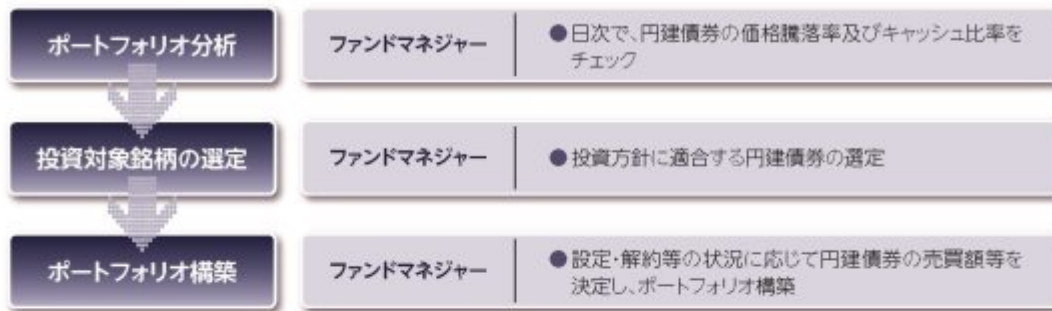 ポートフォリオ分析
ファンドマネジャー
●日次で、円建債券の価格騰落率及びキャッシュ比率を
チェック
投資対象銘柄の選定
ファンドマネジャー
●投資方針に適合する円建債券の選定
ポートフォリオ構築
ファンドマネジャー
●設定・解約等の状況に応じて円建債券の売買額等を
決定し、ポートフォリオ構築